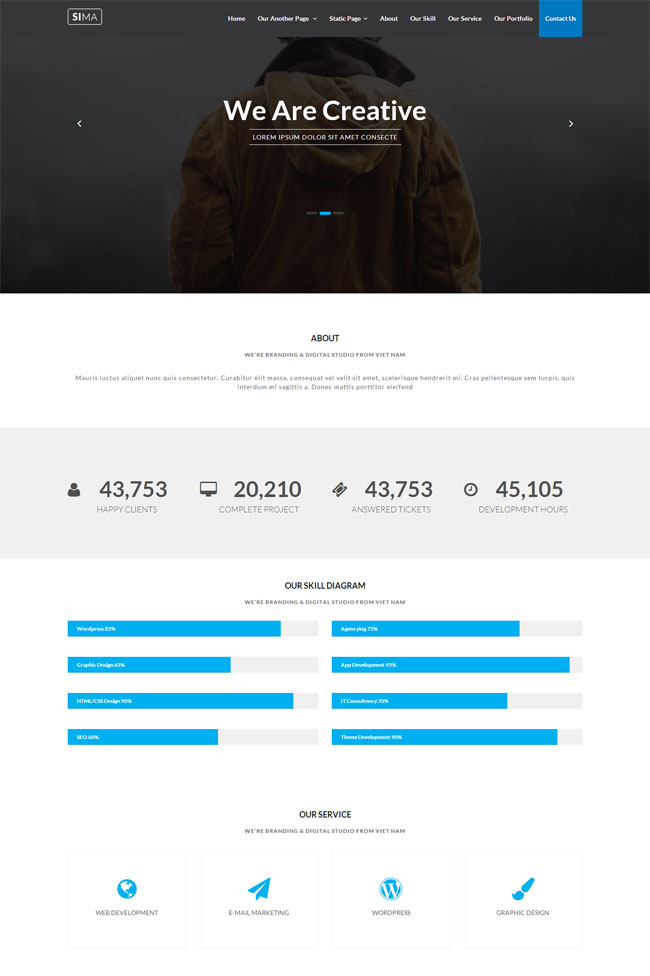 SIMA
Home Our Another Page Static Page About Our Skill Our Service Our Portfolio Contact Us
We Are Creative
LOREM IPSUM DOLOR SIT AMET CONSECTE
ABOUT
WE'RE BRANDING & DIGITAL STUDIO FROM VIET NAM
Mauris luctus aliquet nunc quis consectetur. Curabitur elit massa, consequat vel velit sit amet, scelerisque hendrerit mi. Cras pellentesque sem turpis, quis
interdum mi sagittis a. Donec mattis porttitor eleifend
43,753 20,210 43,753 45,105
HAPPY CLIENTS COMPLETE PROJECT ANSWERED TICKETS DEVELOPMENT HOURS
OUR SKILL DIAGRAM
WE'RE BRANDING & DIGITAL STUDIO FROM VIET NAM
Wordpress 85% Agencying 75%
Graphic Design 65% App Development 95%
HTML/CSS Design 90% IT Consultency 70%
SEO 60% Theme Development 90%
OUR SERVICE
WE'RE BRANDING & DIGITAL STUDIO FROM VIET NAM
WEB DEVELOPMENT E-MAIL MARKETING WORDPRESS GRAPHIC DESIGN